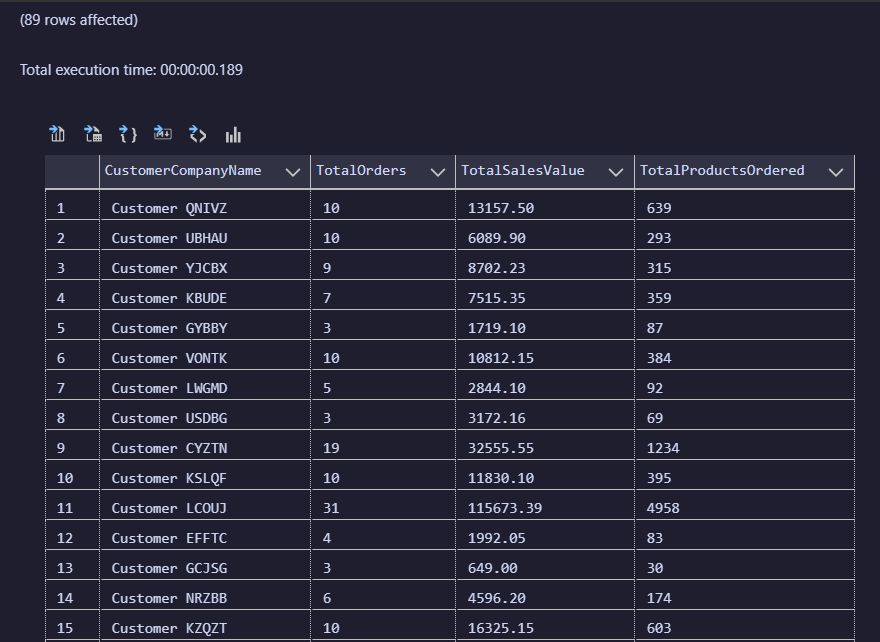 (89 rows affected)
Total execution time: 00:00:00.189
CustomerCompanyName TotalOrders TotalSalesValue TotalProductsOrdered
1 Customer QNIVZ 10 13157.50 639
2 Customer UBHAU 10 6089.90 293
3 Customer YJCBX 9 8702.23 315
4 Customer KBUDE 7 7515.35 359
5 Customer GYBBY 3 1719.10 87
6 Customer VONTK 10 10812.15 384
7 Customer LWGMD 5 2844.10 92
8 Customer USDBG 3 3172.16 69
9 Customer CYZTN 19 32555.55 1234
10 Customer KSLQF 10 11830.10 395
11 Customer LCOUJ 31 115673.39 4958
12 Customer EFFTC 4 1992.05 83
13 Customer GCJSG 3 649.00 30
14 Customer NRZBB 6 4596.20 174
15 Customer KZQZT 10 16325.15 603